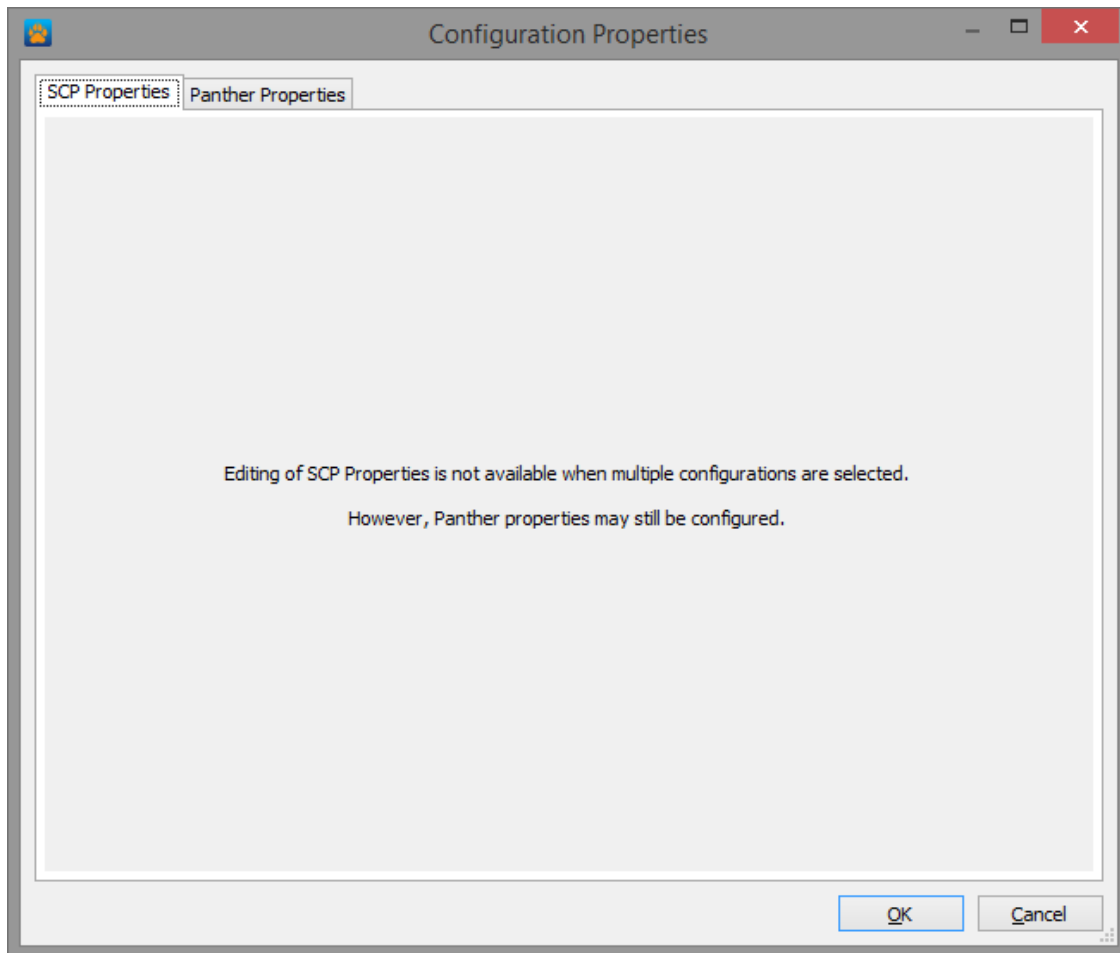 Configuration Properties
SCP Properties
Panther Properties
Editing of SCP Properties is not available when multiple configurations are selected.
However, Panther properties may still be configured.
OK
Cancel